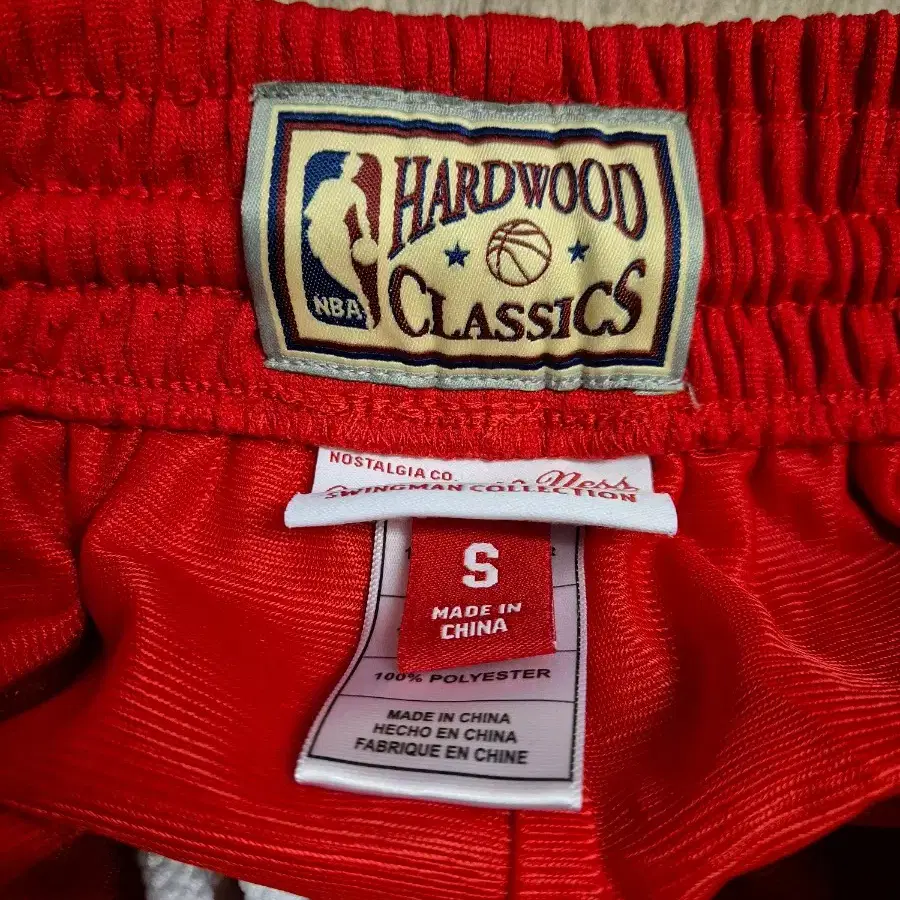 HARDWOOD
CLASSICS
NBA
NOSTALGIA CO.
Ness
SWINGMAN COLLECTION
S
MADE IN
CHINA
100% POLYESTER
MADE IN CHINA
HECHO EN CHINA
FABRIQUE EN CHINE